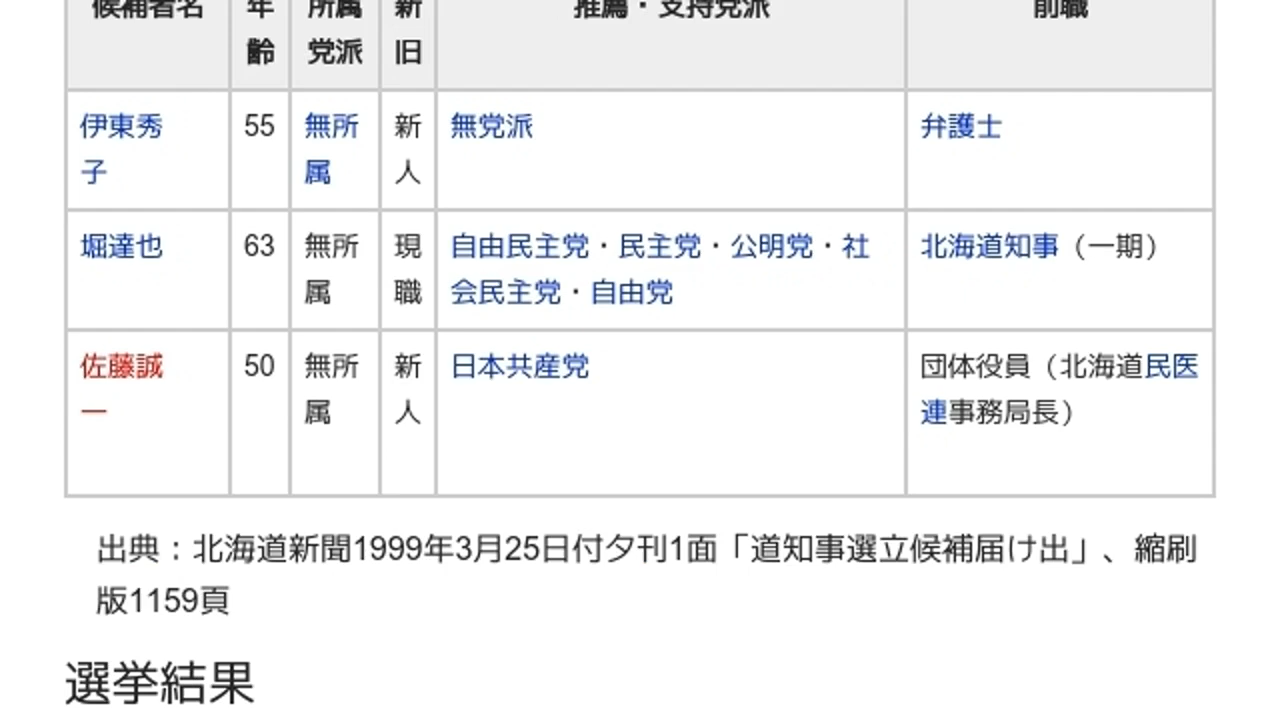 候補者名 年 所属 新 推薦・支持党派 前職
齢 党派 旧
伊東秀 55 無所 新 無党派 弁護士
子 属 人
堀達也 63 無所 現 自由民主党・民主党・公明党・社 北海道知事（一期）
属 職 会民主党・自由党
佐藤誠 50 無所 新 日本共産党 団体役員（北海道民医
一 属 人 連事務局長）
出典：北海道新聞1999年3月25日付夕刊1面「道知事選立候補届け出」、縮刷
版1159頁
選挙結果